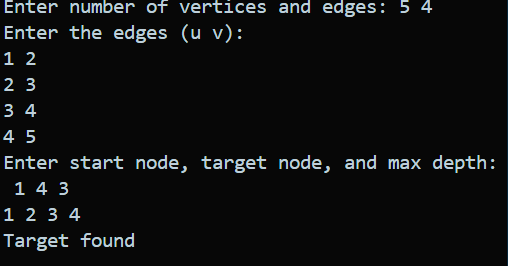 Enter number of vertices and edges: 5 4
Enter the edges (u v):
1 2
2 3
3 4
4 5
Enter start node, target node, and max depth:
 1 4 3
1 2 3 4
Target found